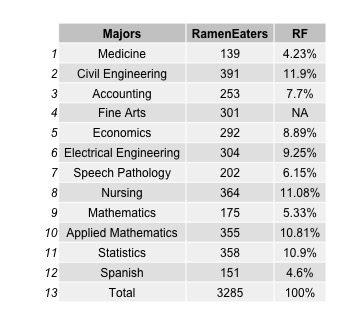 Majors RamenEaters RF
1 Medicine 139 4.23%
2 Civil Engineering 391 11.9%
3 Accounting 253 7.7%
4 Fine Arts 301 NA
5 Economics 292 8.89%
6 Electrical Engineering 304 9.25%
7 Speech Pathology 202 6.15%
8 Nursing 364 11.08%
9 Mathematics 175 5.33%
10 Applied Mathematics 355 10.81%
11 Statistics 358 10.9%
12 Spanish 151 4.6%
13 Total 3285 100%